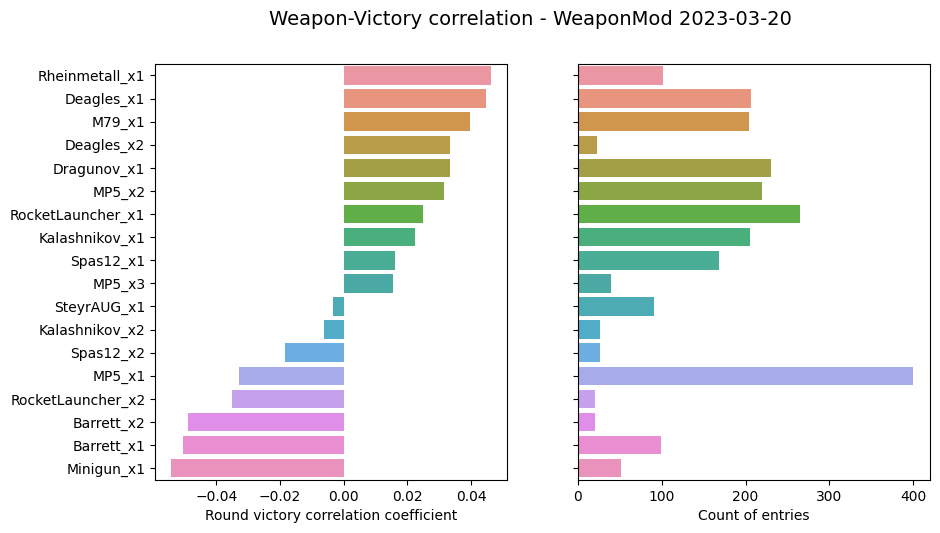 Weapon-Victory correlation - WeaponMod 2023-03-20
Rheinmetall_x1
Deagles_x1
M79_x1
Deagles_x2
Dragunov_x1
MP5_x2
RocketLauncher_x1
Kalashnikov_x1
Spas12_x1
MP5_x3
SteyrAUG_x1
Kalashnikov_x2
Spas12_x2
MP5_x1
RocketLauncher_x2
Barrett_x2
Barrett_x1
Minigun_x1
−0.04 −0.02 0.00 0.02 0.04
Round victory correlation coefficient
0 100 200 300 400
Count of entries